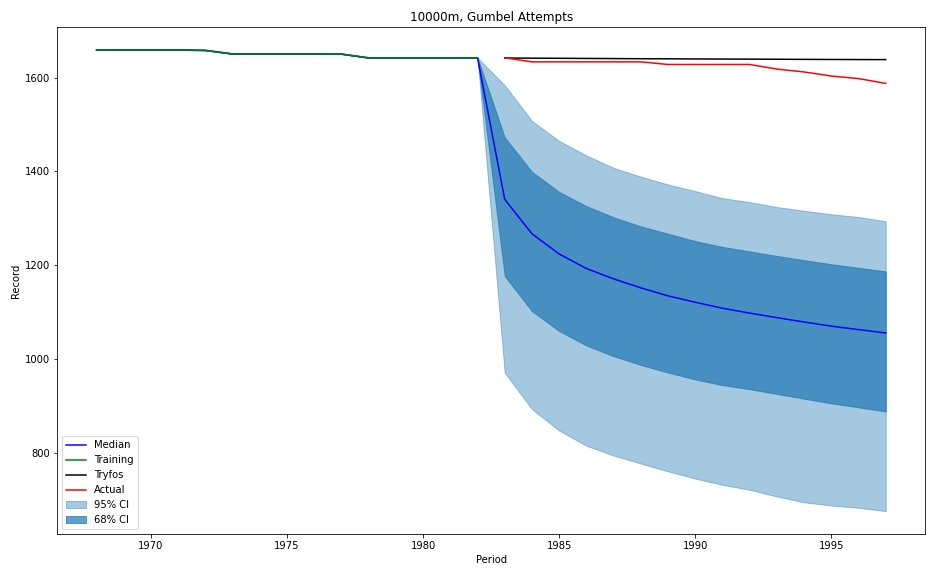 10000m, Gumbel Attempts
Record
1600
1400
1200
1000
800
Median
Training
Tryfos
Actual
95% CI
68% CI
1970
1975
1980
1985
1990
1995
Period